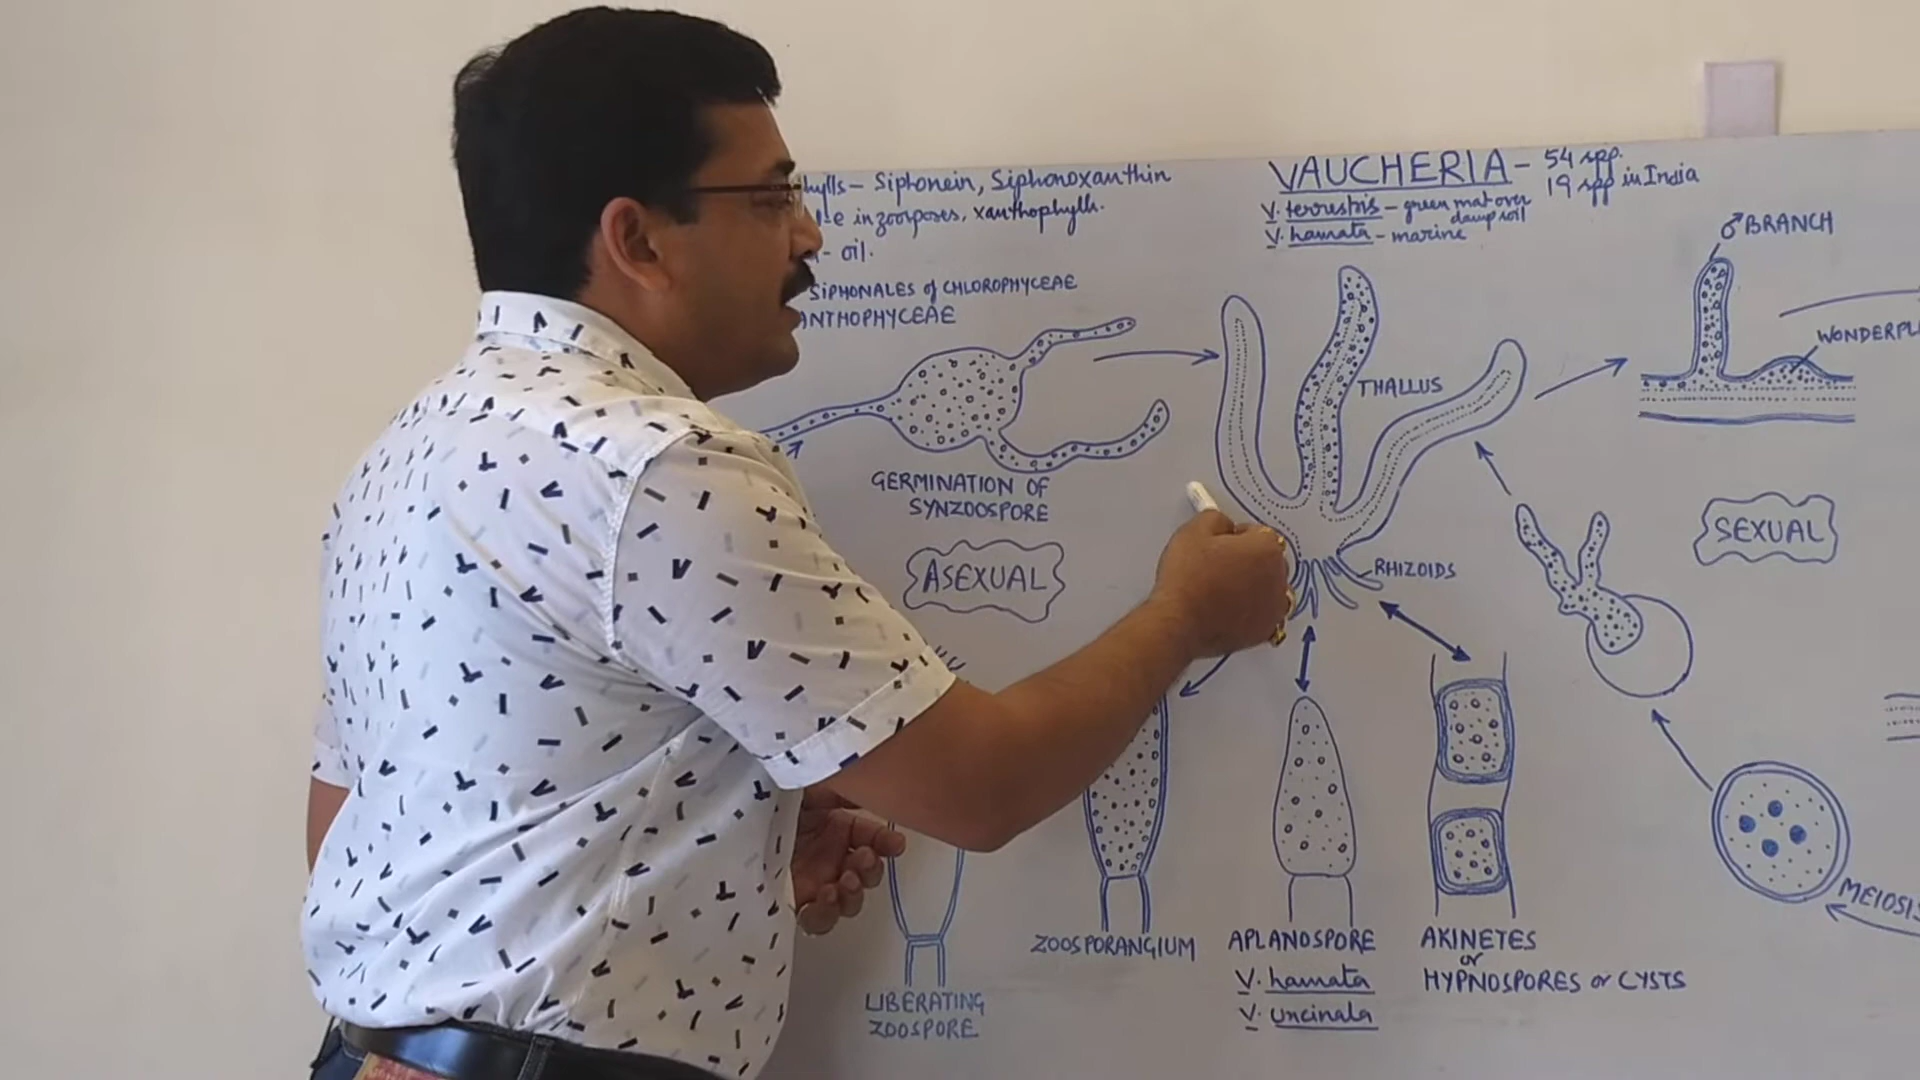 hylls - Siphonein, Siphonoxanthin
l-e in zoospores, xanthophylls.
- oil.
SIPHONALES of CHLOROPHYCEAE
ANTHOPHYCEAE
VAUCHERIA - 54 spp.
19 spp in India
V. terrestris - green mat over
damp soil
V. hamata - marine
♂ BRANCH
WONDERPL
THALLUS
GERMINATION OF
SYNZOOSPORE
ASEXUAL
SEXUAL
RHIZOIDS
MEIOSIS
ZOOSPORANGIUM
APLANOSPORE
V. hamata
V. uncinata
AKINETES
or
HYPNOSPORES or CYSTS
LIBERATING
ZOOSPORE